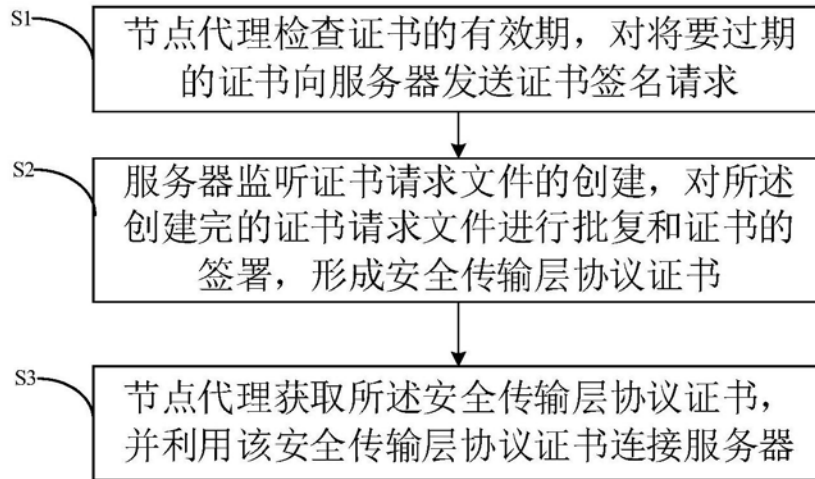 S1
节点代理检查证书的有效期，对将要过期
的证书向服务器发送证书签名请求
S2
服务器监听证书请求文件的创建，对所述
创建完的证书请求文件进行批复和证书的
签署，形成安全传输层协议证书
S3
节点代理获取所述安全传输层协议证书，
并利用该安全传输层协议证书连接服务器